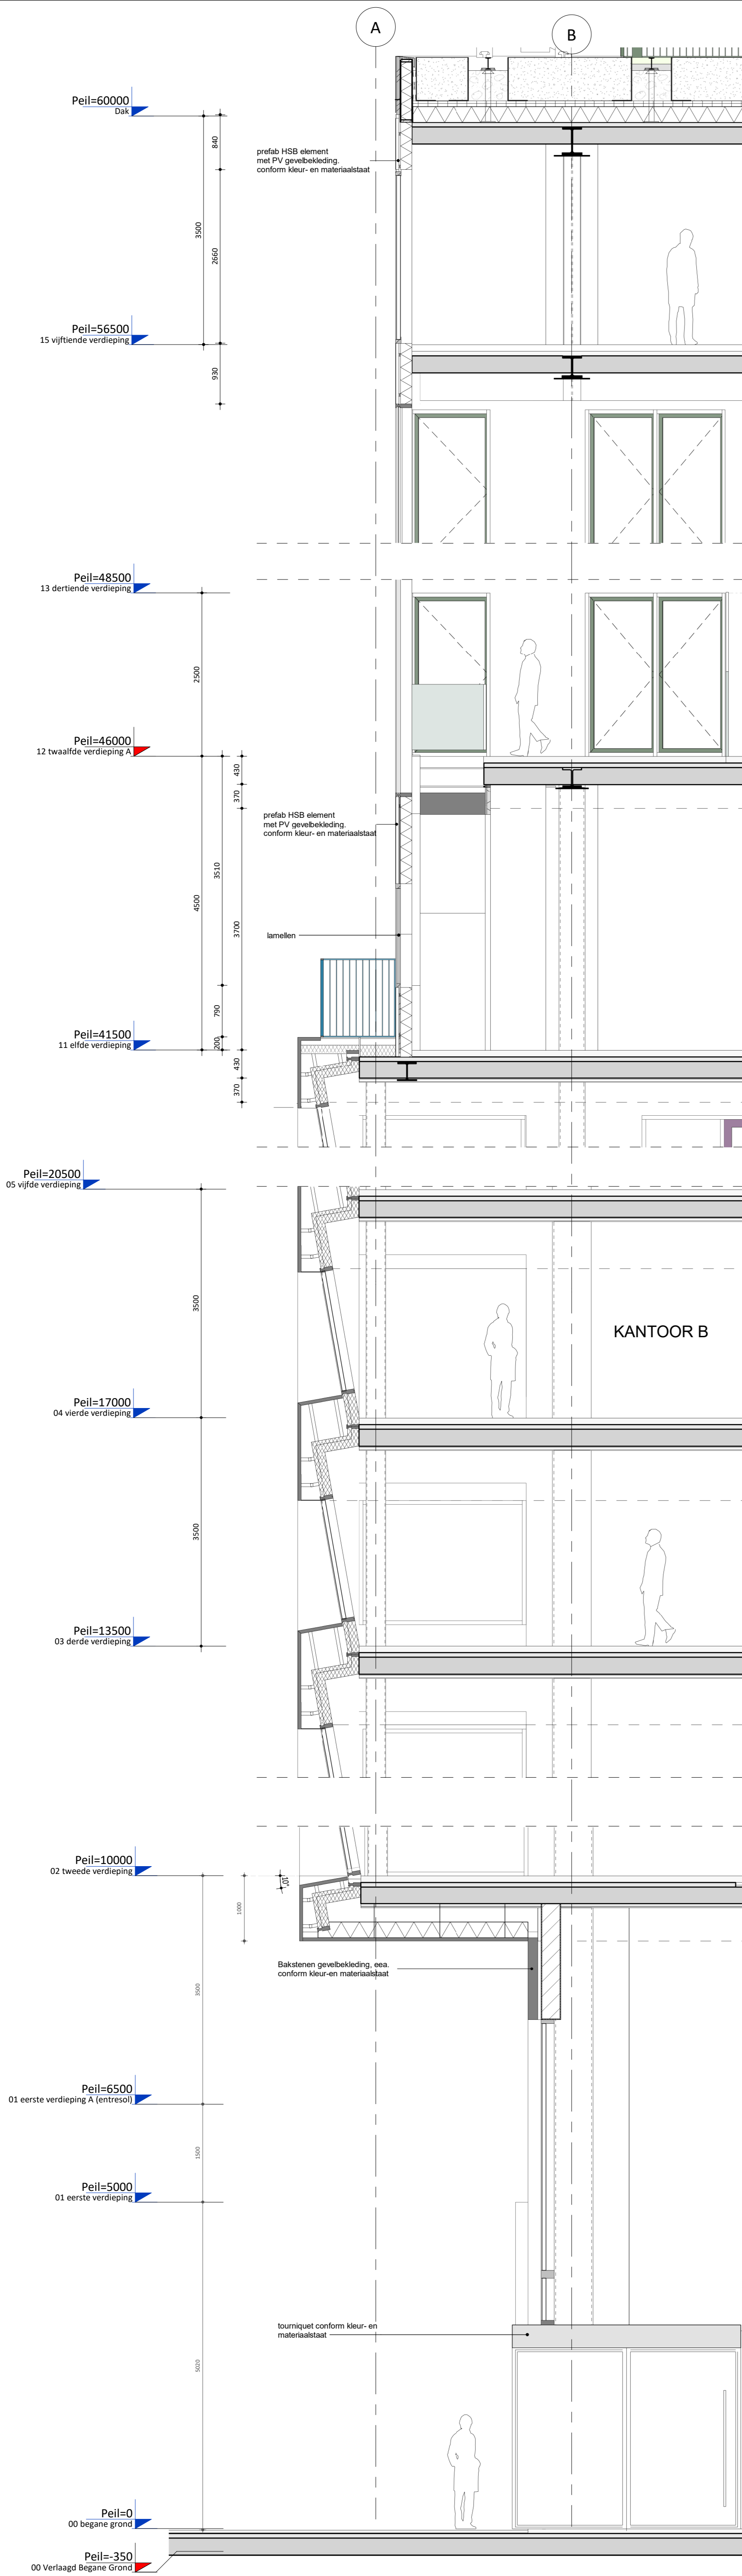 A
B
Peil=60000
Dak
840
prefab HSB element
met PV gevelbekleding.
conform kleur- en materiaalstaat
3500
2660
Peil=56500
15 vijftiende verdieping
930
Peil=48500
13 dertiende verdieping
2500
Peil=46000
12 twaalfde verdieping A
430
370
prefab HSB element
met PV gevelbekleding.
conform kleur- en materiaalstaat
3510
4500
3700
lamellen
790
Peil=41500
11 elfde verdieping
200
430
370
Peil=20500
05 vijfde verdieping
3500
KANTOOR B
Peil=17000
04 vierde verdieping
3500
Peil=13500
03 derde verdieping
Peil=10000
02 tweede verdieping
10°
1000
Bakstenen gevelbekleding, eea.
conform kleur-en materiaalstaat
3500
Peil=6500
01 eerste verdieping A (entresol)
1500
Peil=5000
01 eerste verdieping
tourniquet conform kleur- en
materiaalstaat
5020
Peil=0
00 begane grond
Peil=-350
00 Verlaagd Begane Grond